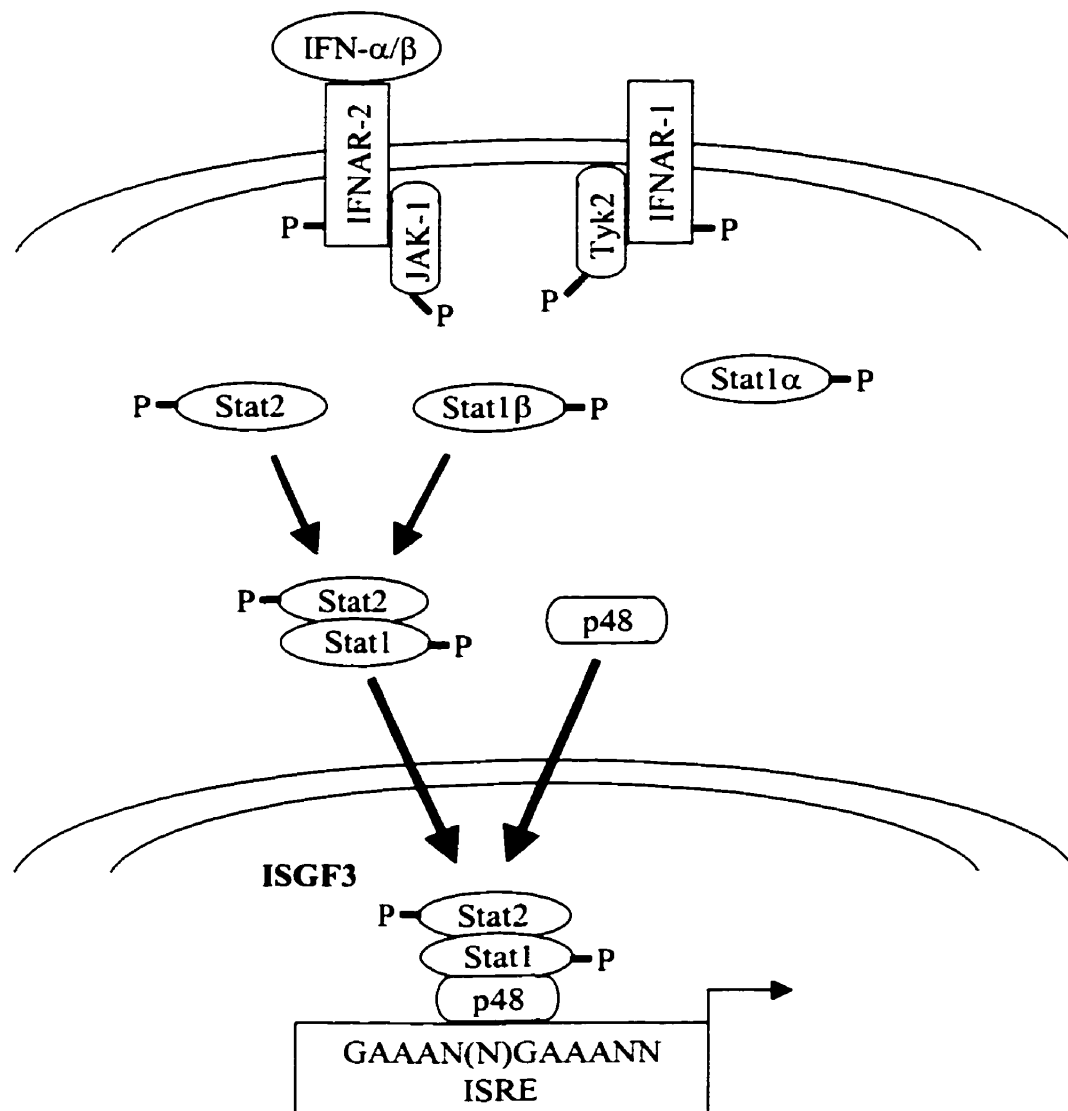 IFN-α/β
IFNAR-2
IFNAR-1
JAK-1
Tyk2
P
P
P
P
Stat1α
P
P
Stat2
Stat1β
P
P
Stat2
Stat1
P
p48
ISGF3
P
Stat2
Stat1
P
p48
GAAAN(N)GAAANN
ISRE